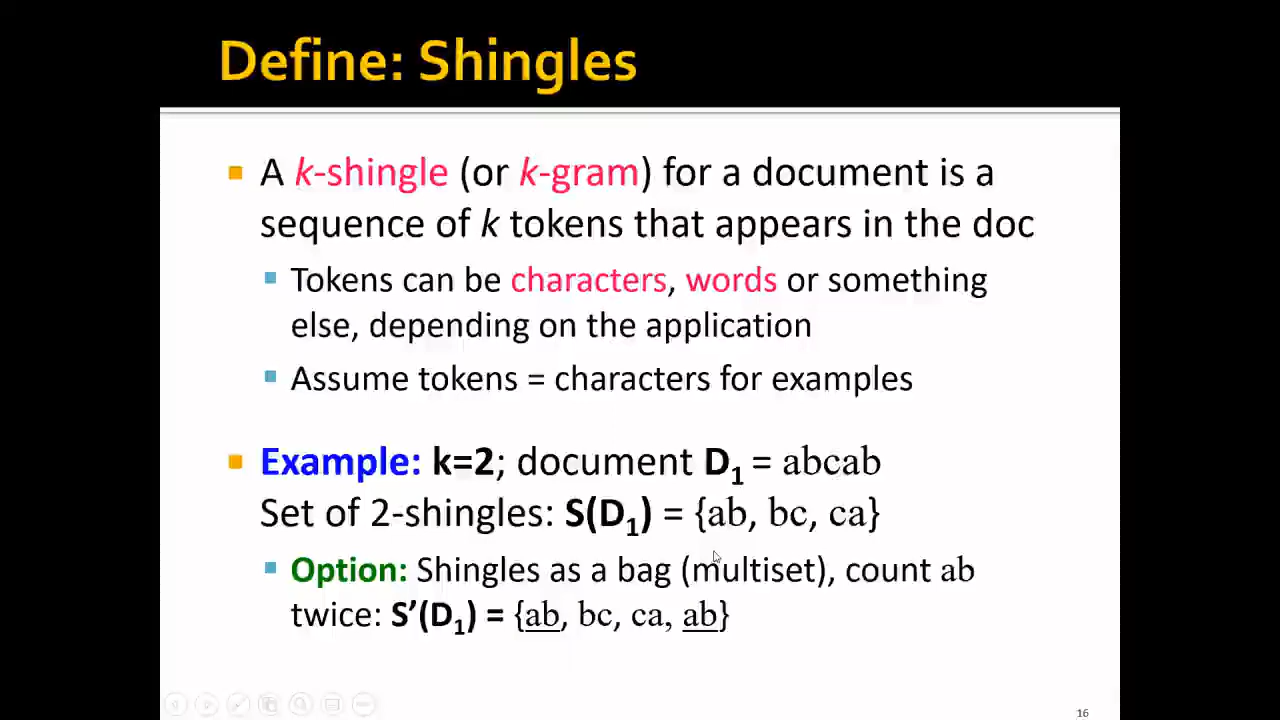 Define: Shingles
A k-shingle (or k-gram) for a document is a
sequence of k tokens that appears in the doc
Tokens can be characters, words or something
else, depending on the application
Assume tokens = characters for examples
Example: k=2; document D1 = abcab
Set of 2-shingles: S(D1) = {ab, bc, ca}
Option: Shingles as a bag (multiset), count ab
twice: S’(D1) = {ab, bc, ca, ab}
16